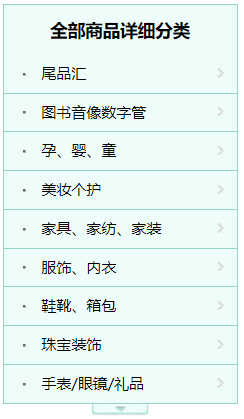 全部商品详细分类
尾品汇
图书音像数字管
孕、婴、童
美妆个护
家具、家纺、家装
服饰、内衣
鞋靴、箱包
珠宝装饰
手表/眼镜/礼品